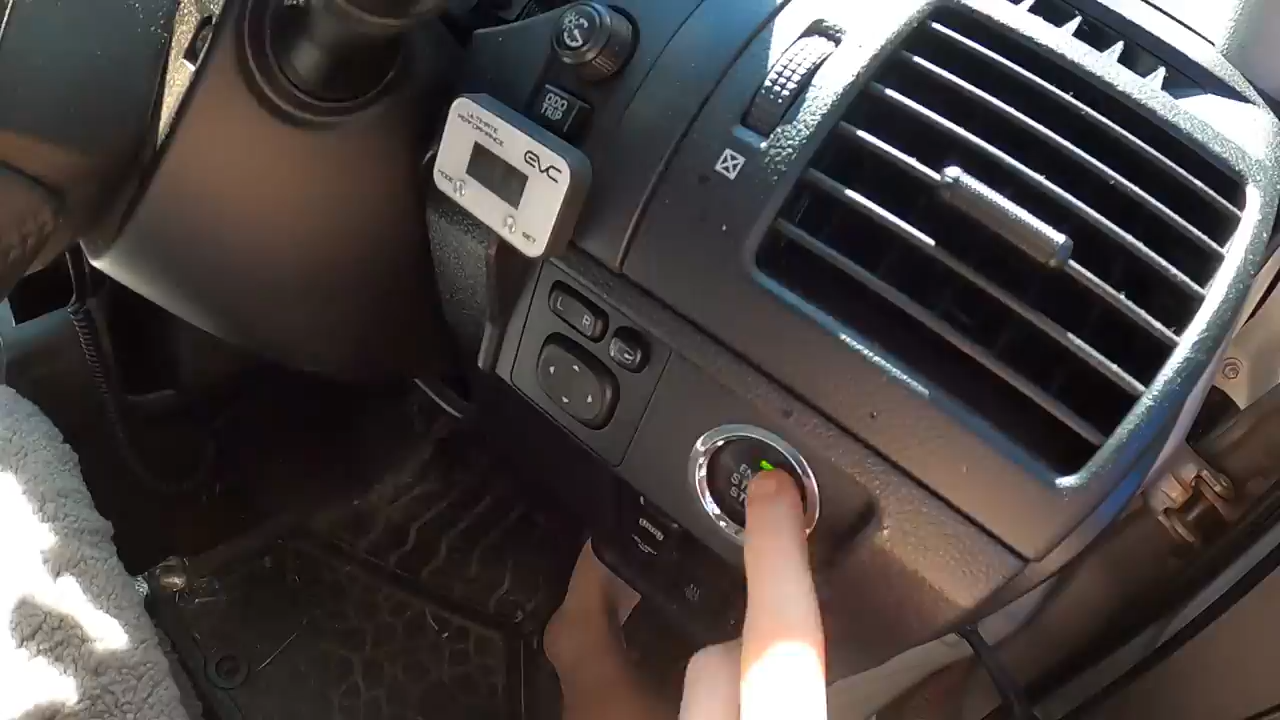 ODO
TRIP
ULTIMATE
PERFORMANCE
EVC
MODE
SET
L
R